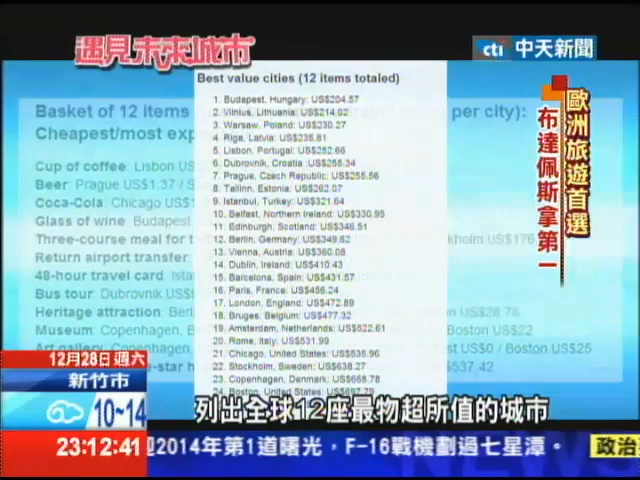 遇見未來城市
cti 中天新聞
歐洲旅遊首選
布達佩斯拿第一
Best value cities (12 items totaled)
1. Budapest, Hungary: US$204.57
2. Vilnius, Lithuania: US$214.02
3. Warsaw, Poland: US$230.27
4. Riga, Latvia: US$235.81
5. Lisbon, Portugal: US$252.66
6. Dubrovnik, Croatia: US$255.34
7. Prague, Czech Republic: US$255.56
8. Tallinn, Estonia: US$262.07
9. Istanbul, Turkey: US$321.64
10. Belfast, Northern Ireland: US$330.95
11. Edinburgh, Scotland: US$346.51
12. Berlin, Germany: US$349.62
13. Vienna, Austria: US$360.08
14. Dublin, Ireland: US$410.43
15. Barcelona, Spain: US$431.57
16. Paris, France: US$456.24
17. London, England: US$472.89
18. Bruges, Belgium: US$477.32
19. Amsterdam, Netherlands: US$522.61
20. Rome, Italy: US$531.99
21. Chicago, United States: US$535.96
22. Stockholm, Sweden: US$638.27
23. Copenhagen, Denmark: US$668.78
24. Boston, United States:
Basket of 12 items
per city):
Cheapest/most
Cup of coffee: Lisbon
Beer: Prague US$1.37 /
Coca-Cola: Chicago
Glass of wine: Budapest
Three-course meal for
US$176
Return airport transfer
48-hour travel card:
Bus tour: Dubrovnik
Heritage attraction:
28.76
Museum: Copenhagen,
Boston US$22
Art gallery:
US$0 / Boston US$25
537.42
列出全球12座最物超所值的城市
12月28日 週六
新竹市
10~14
23:12:41
迎2014年第1道曙光，F-16戰機劃過七星潭。
政治
NEWS